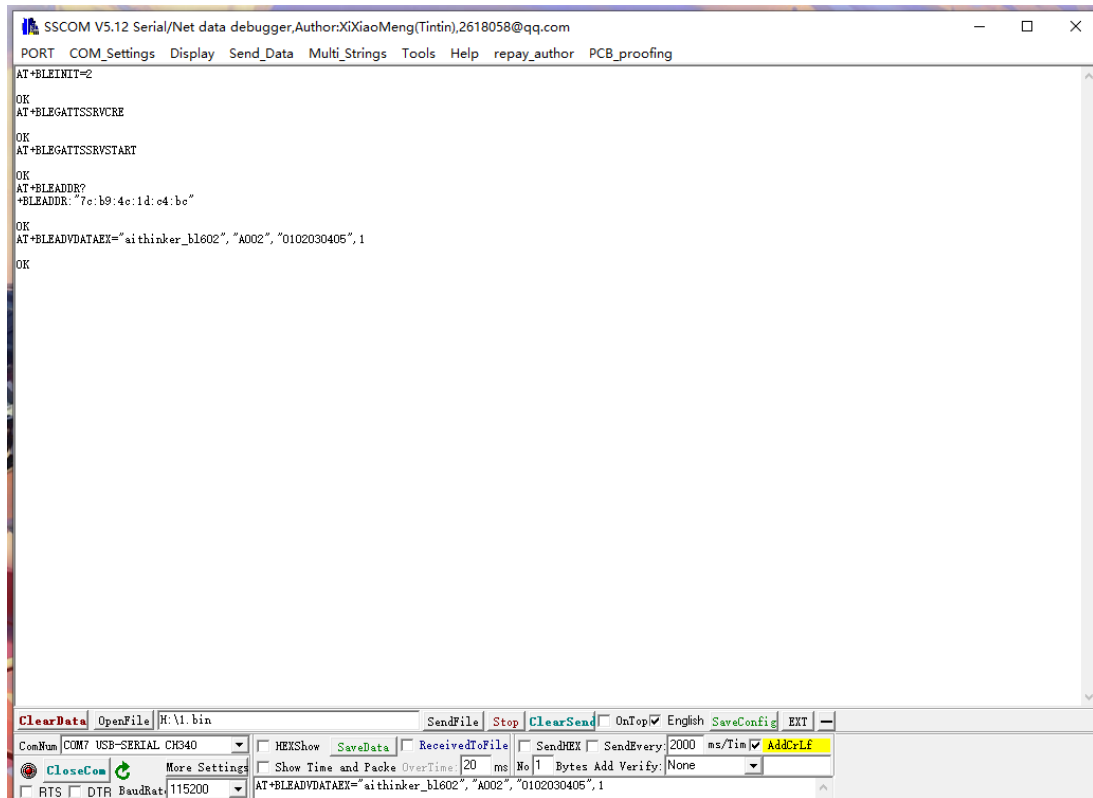 SSCOM V5.12 Serial/Net data debugger,Author:XiXiaoMeng(Tintin),2618058@qq.com
PORT COM_Settings Display Send_Data Multi_Strings Tools Help repay_author PCB_proofing
AT+BLEINIT=2
OK
AT+BLEGATTSSRVCRE
OK
AT+BLEGATTSSRVSTART
OK
AT+BLEADDR?
+BLEADDR:"7c:b9:4c:1d:c4:bc"
OK
AT+BLEADVDATAEX="aithinker_bl602","A002","0102030405",1
OK
ClearData OpenFile H:\1.bin SendFile Stop ClearSend OnTop English SaveConfig EXT —
ComNum COM7 USB-SERIAL CH340 HEXShow SaveData ReceivedToFile SendHEX SendEvery: 2000 ms/Tim AddCrLf
CloseCom More Settings Show Time and Packe OverTime: 20 ms No 1 Bytes Add Verify: None
RTS DTR BaudRat: 115200 AT+BLEADVDATAEX="aithinker_bl602","A002","0102030405",1